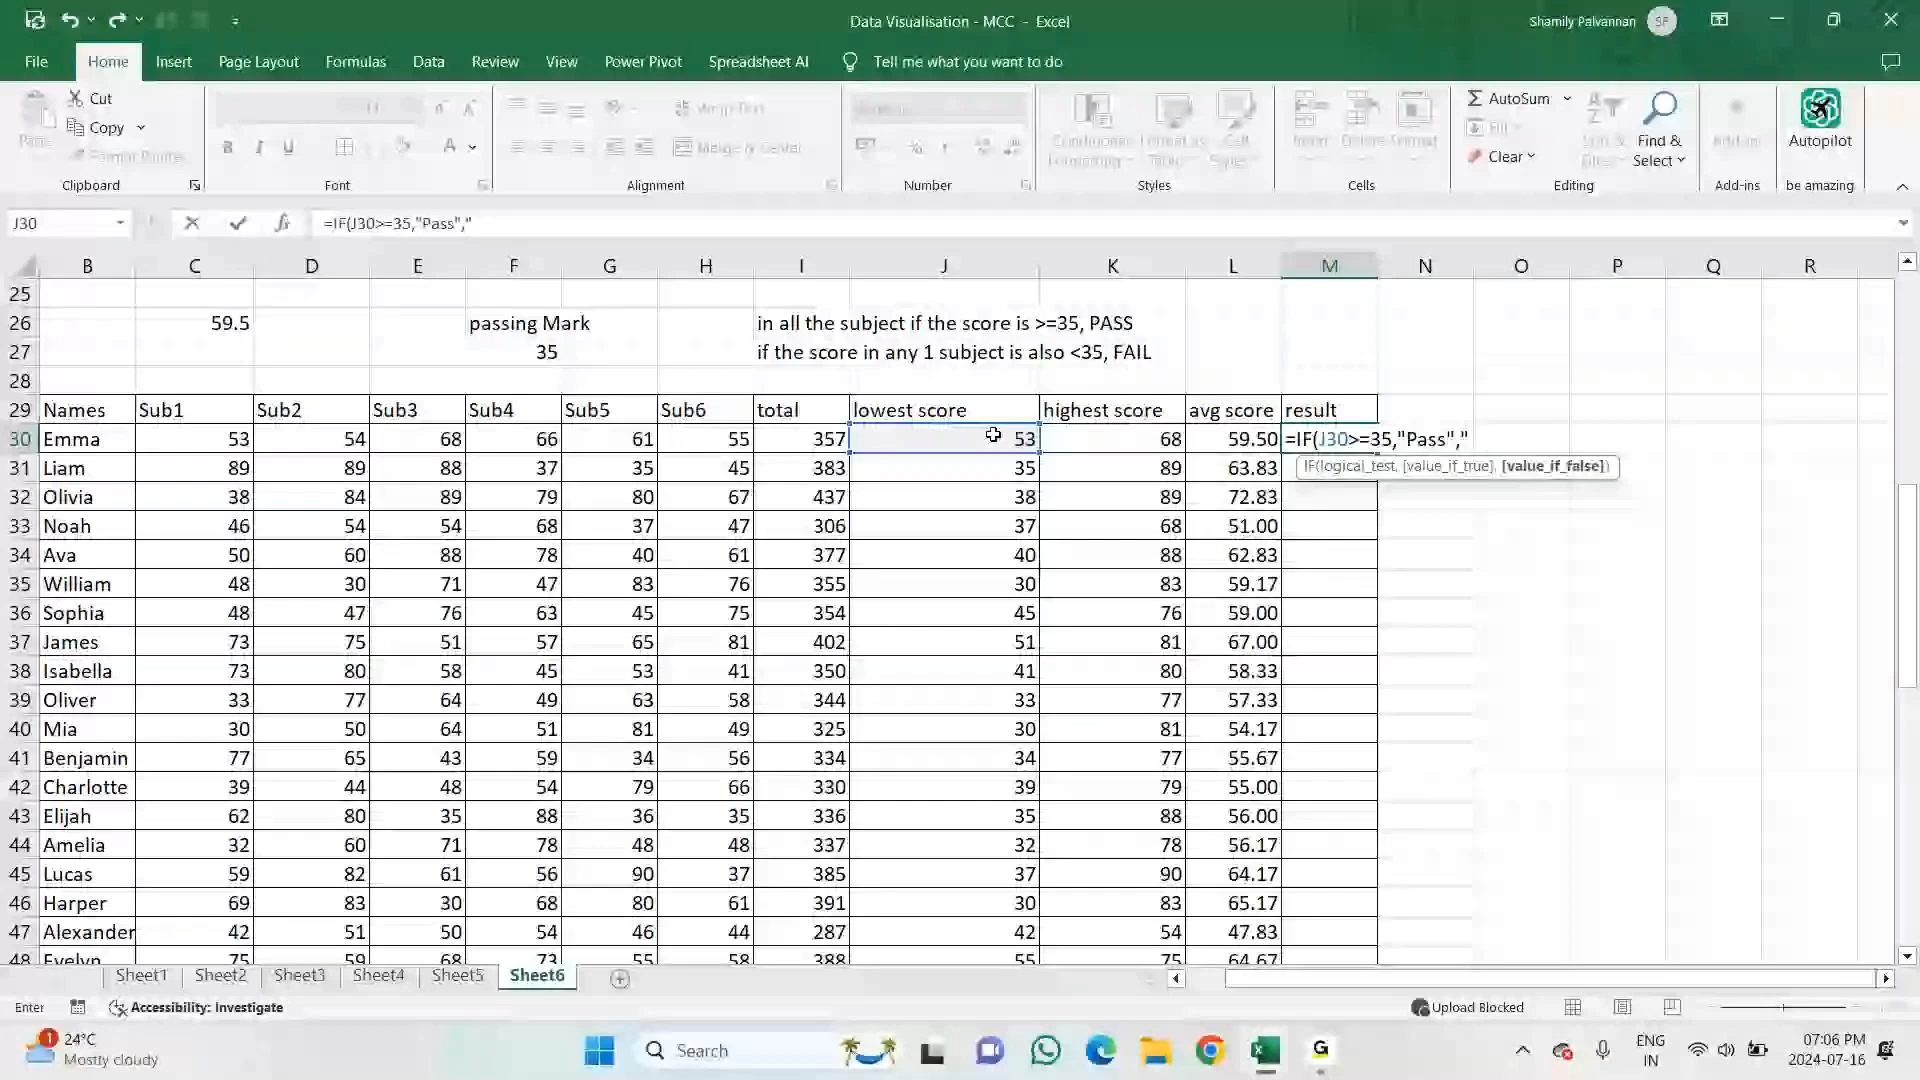 Data Visualisation - MCC - Excel
Shamily Palvannan SF
File Home Insert Page Layout Formulas Data Review View Power Pivot Spreadsheet AI Tell me what you want to do
Cut
Copy
Format Painter
Paste
Wrap Text
Merge & Center
Conditional Formatting
Format as Table
Cell Styles
Insert Delete Format
AutoSum
Fill
Clear
Find & Select
Add-ins
Autopilot
Clipboard Font Alignment Number Styles Cells Editing Add-ins be amazing
J30 fx =IF(J30>=35,"Pass","
B C D E F G H I J K L M N O P Q R
25
26 59.5 passing Mark in all the subject if the score is >=35, PASS
27 35 if the score in any 1 subject is also <35, FAIL
28
29 Names Sub1 Sub2 Sub3 Sub4 Sub5 Sub6 total lowest score highest score avg score result
30 Emma 53 54 68 66 61 55 357 53 68 59.50 =IF(J30>=35,"Pass","
IF(logical_test, [value_if_true], [value_if_false])
31 Liam 89 89 88 37 35 45 383 35 89 63.83
32 Olivia 38 84 89 79 80 67 437 38 89 72.83
33 Noah 46 54 54 68 37 47 306 37 68 51.00
34 Ava 50 60 88 78 40 61 377 40 88 62.83
35 William 48 30 71 47 83 76 355 30 83 59.17
36 Sophia 48 47 76 63 45 75 354 45 76 59.00
37 James 73 75 51 57 65 81 402 51 81 67.00
38 Isabella 73 80 58 45 53 41 350 41 80 58.33
39 Oliver 33 77 64 49 63 58 344 33 77 57.33
40 Mia 30 50 64 51 81 49 325 30 81 54.17
41 Benjamin 77 65 43 59 34 56 334 34 77 55.67
42 Charlotte 39 44 48 54 79 66 330 39 79 55.00
43 Elijah 62 80 35 88 36 35 336 35 88 56.00
44 Amelia 32 60 71 78 48 48 337 32 78 56.17
45 Lucas 59 82 61 56 90 37 385 37 90 64.17
46 Harper 69 83 30 68 80 61 391 30 83 65.17
47 Alexander 42 51 50 54 46 44 287 42 54 47.83
48 Evelyn 75 59 68 73 55 58 388 55 75 64.67
Sheet1 Sheet2 Sheet3 Sheet4 Sheet5 Sheet6
Enter Accessibility: Investigate Upload Blocked
1 24°C
Mostly cloudy
Search
ENG
IN
07:06 PM
2024-07-16